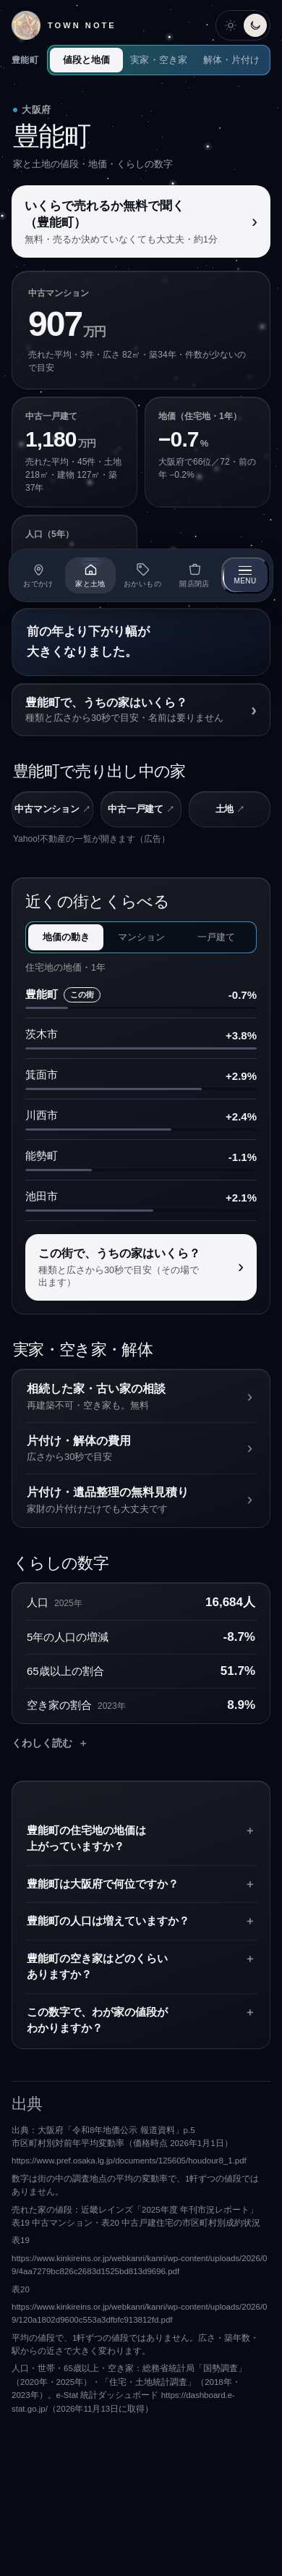 TOWN NOTE
豊能町
値段と地価
実家・空き家
解体・片付け
大阪府
豊能町
家と土地の値段・地価・くらしの数字
いくらで売れるか無料で聞く
（豊能町）
無料・売るか決めていなくても大丈夫・約1分
中古マンション
907万円
売れた平均・3件・広さ 82㎡・築34年・件数が少ないの
で目安
中古一戸建て
1,180万円
売れた平均・45件・土地
218㎡・建物 127㎡・築
37年
地価（住宅地・1年）
−0.7%
大阪府で66位／72・前の
年 −0.2%
人口（5年）
おでかけ
家と土地
おかいもの
開店閉店
MENU
前の年より下がり幅が
大きくなりました。
豊能町で、うちの家はいくら？
種類と広さから30秒で目安・名前は要りません
豊能町で売り出し中の家
中古マンション ↗
中古一戸建て ↗
土地 ↗
Yahoo!不動産の一覧が開きます（広告）
近くの街とくらべる
地価の動き
マンション
一戸建て
住宅地の地価・1年
豊能町 この街 -0.7%
茨木市 +3.8%
箕面市 +2.9%
川西市 +2.4%
能勢町 -1.1%
池田市 +2.1%
この街で、うちの家はいくら？
種類と広さから30秒で目安（その場で
出ます）
実家・空き家・解体
相続した家・古い家の相談
再建築不可・空き家も。無料
片付け・解体の費用
広さから30秒で目安
片付け・遺品整理の無料見積り
家財の片付けだけでも大丈夫です
くらしの数字
人口 2025年 16,684人
5年の人口の増減 -8.7%
65歳以上の割合 51.7%
空き家の割合 2023年 8.9%
くわしく読む +
豊能町の住宅地の地価は
上がっていますか？
豊能町は大阪府で何位ですか？
豊能町の人口は増えていますか？
豊能町の空き家はどのくらい
ありますか？
この数字で、わが家の値段が
わかりますか？
出典
出典：大阪府「令和8年地価公示 報道資料」p.5
市区町村別対前年平均変動率（価格時点 2026年1月1日）
https://www.pref.osaka.lg.jp/documents/125605/houdour8_1.pdf
数字は街の中の調査地点の平均の変動率で、1軒ずつの値段では
ありません。
売れた家の値段：近畿レインズ「2025年度 年刊市況レポート」
表19 中古マンション・表20 中古戸建住宅の市区町村別成約状況
表19
https://www.kinkireins.or.jp/webkanri/kanri/wp-content/uploads/2026/0
9/4aa7279bc826c2683d1525bd813d9696.pdf
表20
https://www.kinkireins.or.jp/webkanri/kanri/wp-content/uploads/2026/0
9/120a1802d9600c553a3dfbfc913812fd.pdf
平均の値段で、1軒ずつの値段ではありません。広さ・築年数・
駅からの近さで大きく変わります。
人口・世帯・65歳以上・空き家：総務省統計局「国勢調査」
（2020年・2025年）・「住宅・土地統計調査」（2018年・
2023年）。e-Stat 統計ダッシュボード https://dashboard.e-
stat.go.jp/（2026年11月13日に取得）